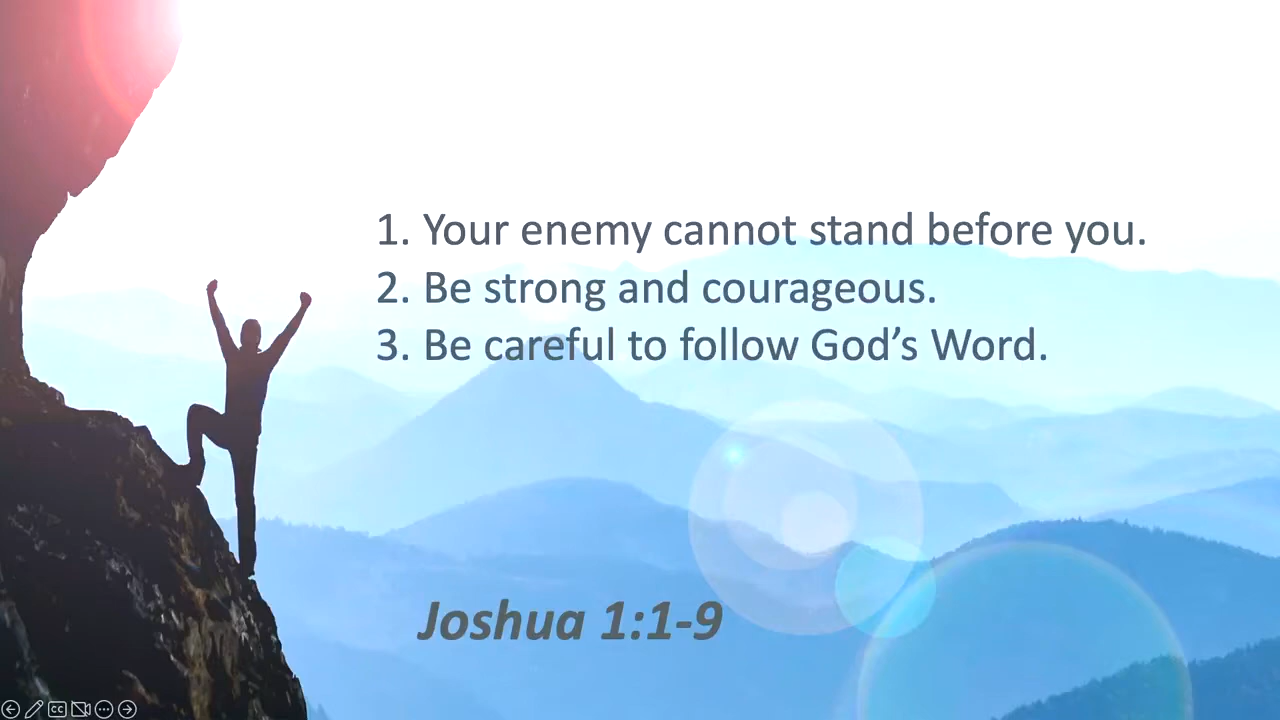 1. Your enemy cannot stand before you.
2. Be strong and courageous.
3. Be careful to follow God’s Word.
Joshua 1:1-9
CC